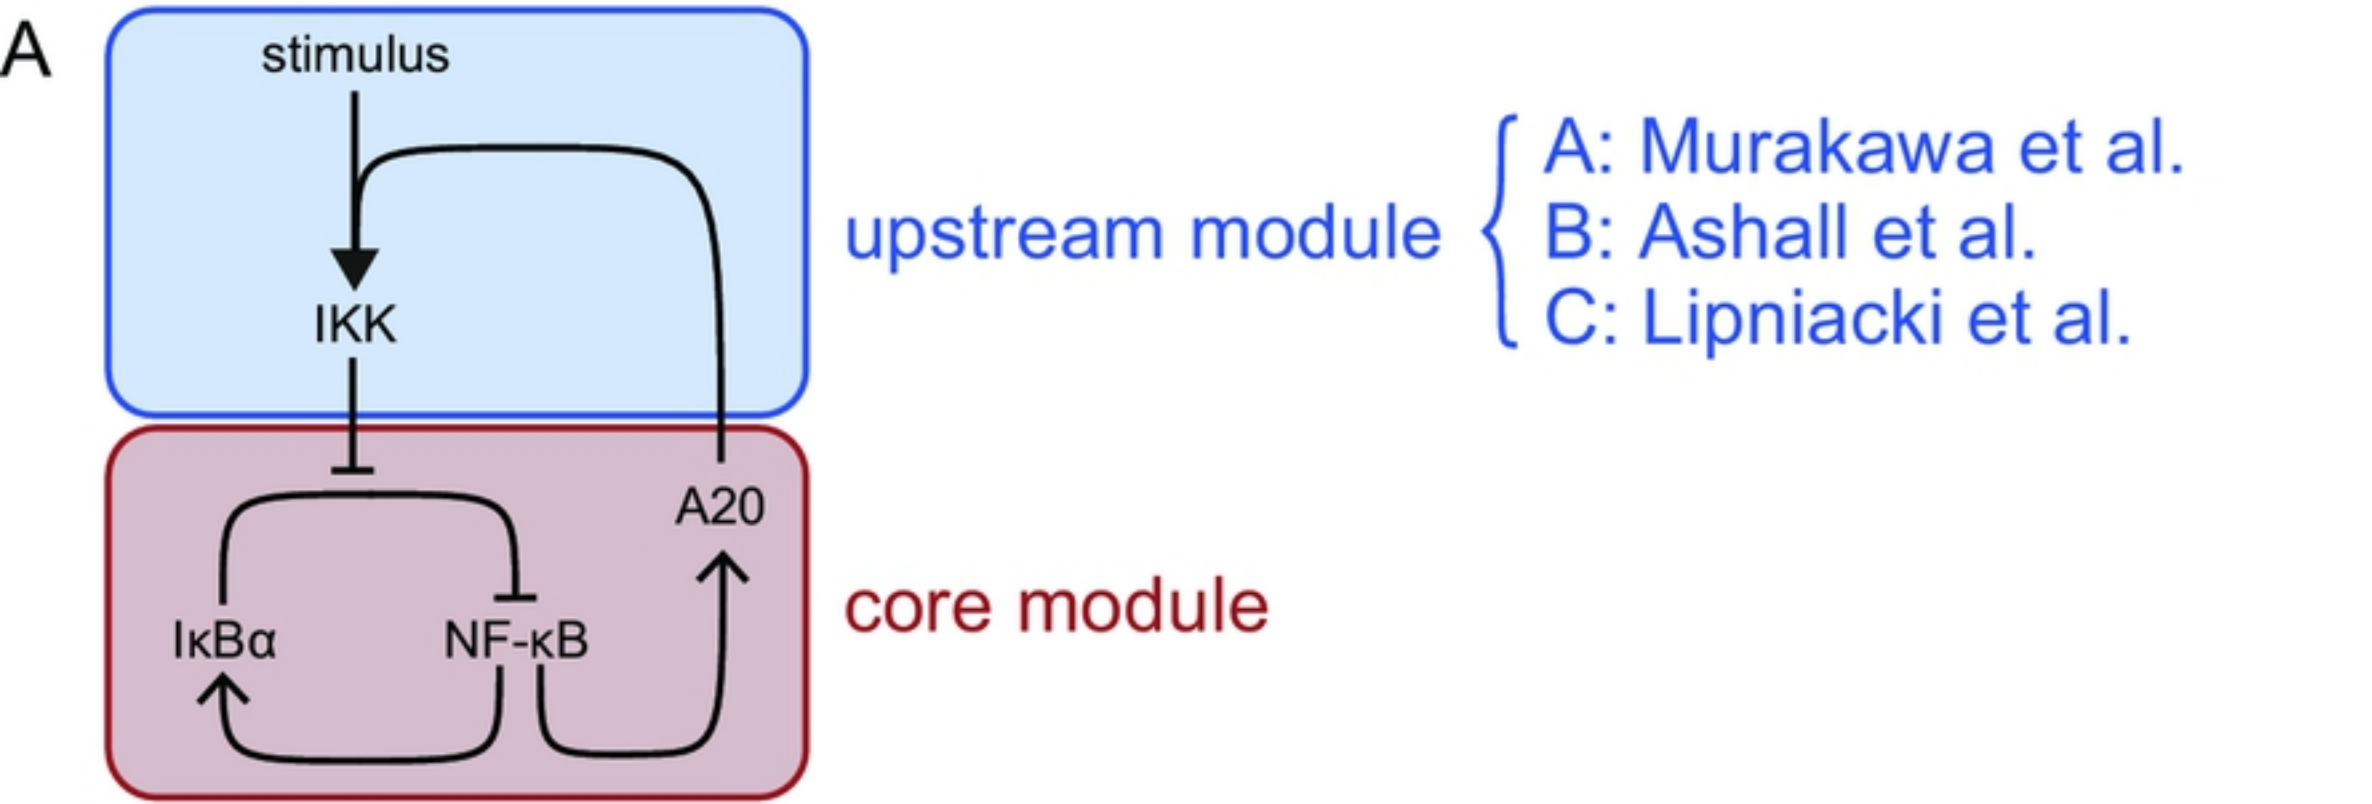 A
stimulus
IKK
upstream module
A: Murakawa et al.
B: Ashall et al.
C: Lipniacki et al.
A20
IκBα
NF-κB
core module